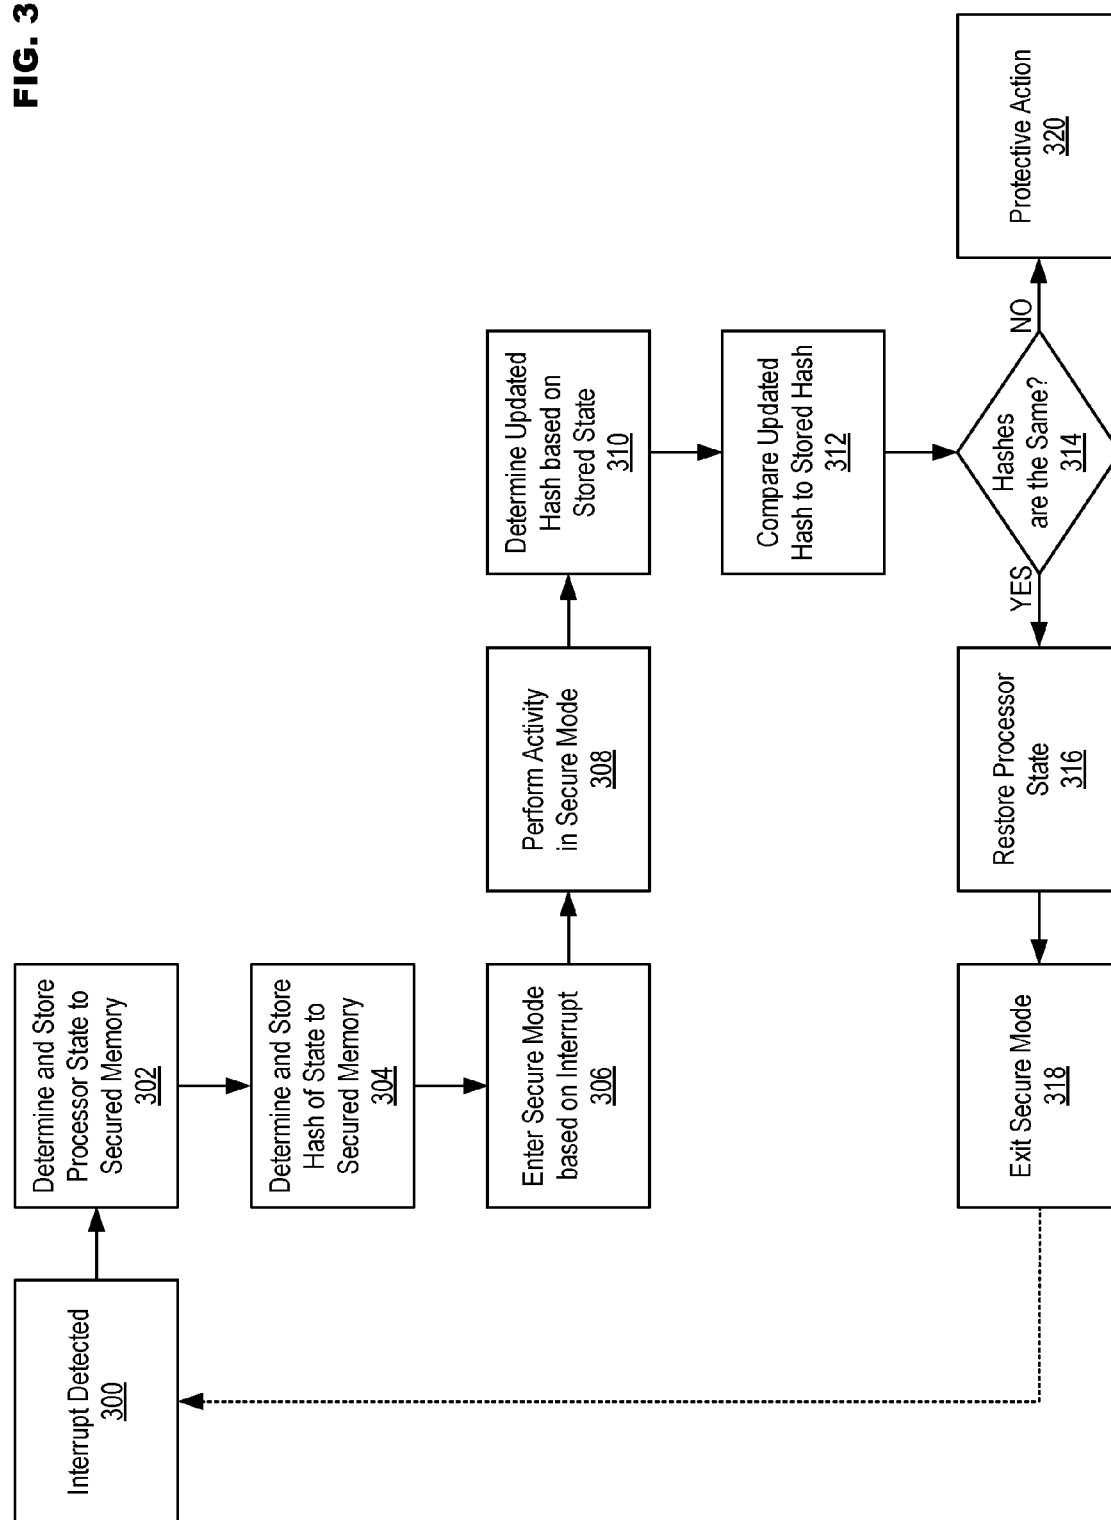 FIG. 3
Interrupt Detected
300
Determine and Store
Processor State to
Secured Memory
302
Determine and Store
Hash of State to
Secured Memory
304
Enter Secure Mode
based on Interrupt
306
Perform Activity
in Secure Mode
308
Determine Updated
Hash based on
Stored State
310
Compare Updated
Hash to Stored Hash
312
Hashes
are the Same?
314
YES
NO
Restore Processor
State
316
Exit Secure Mode
318
Protective Action
320